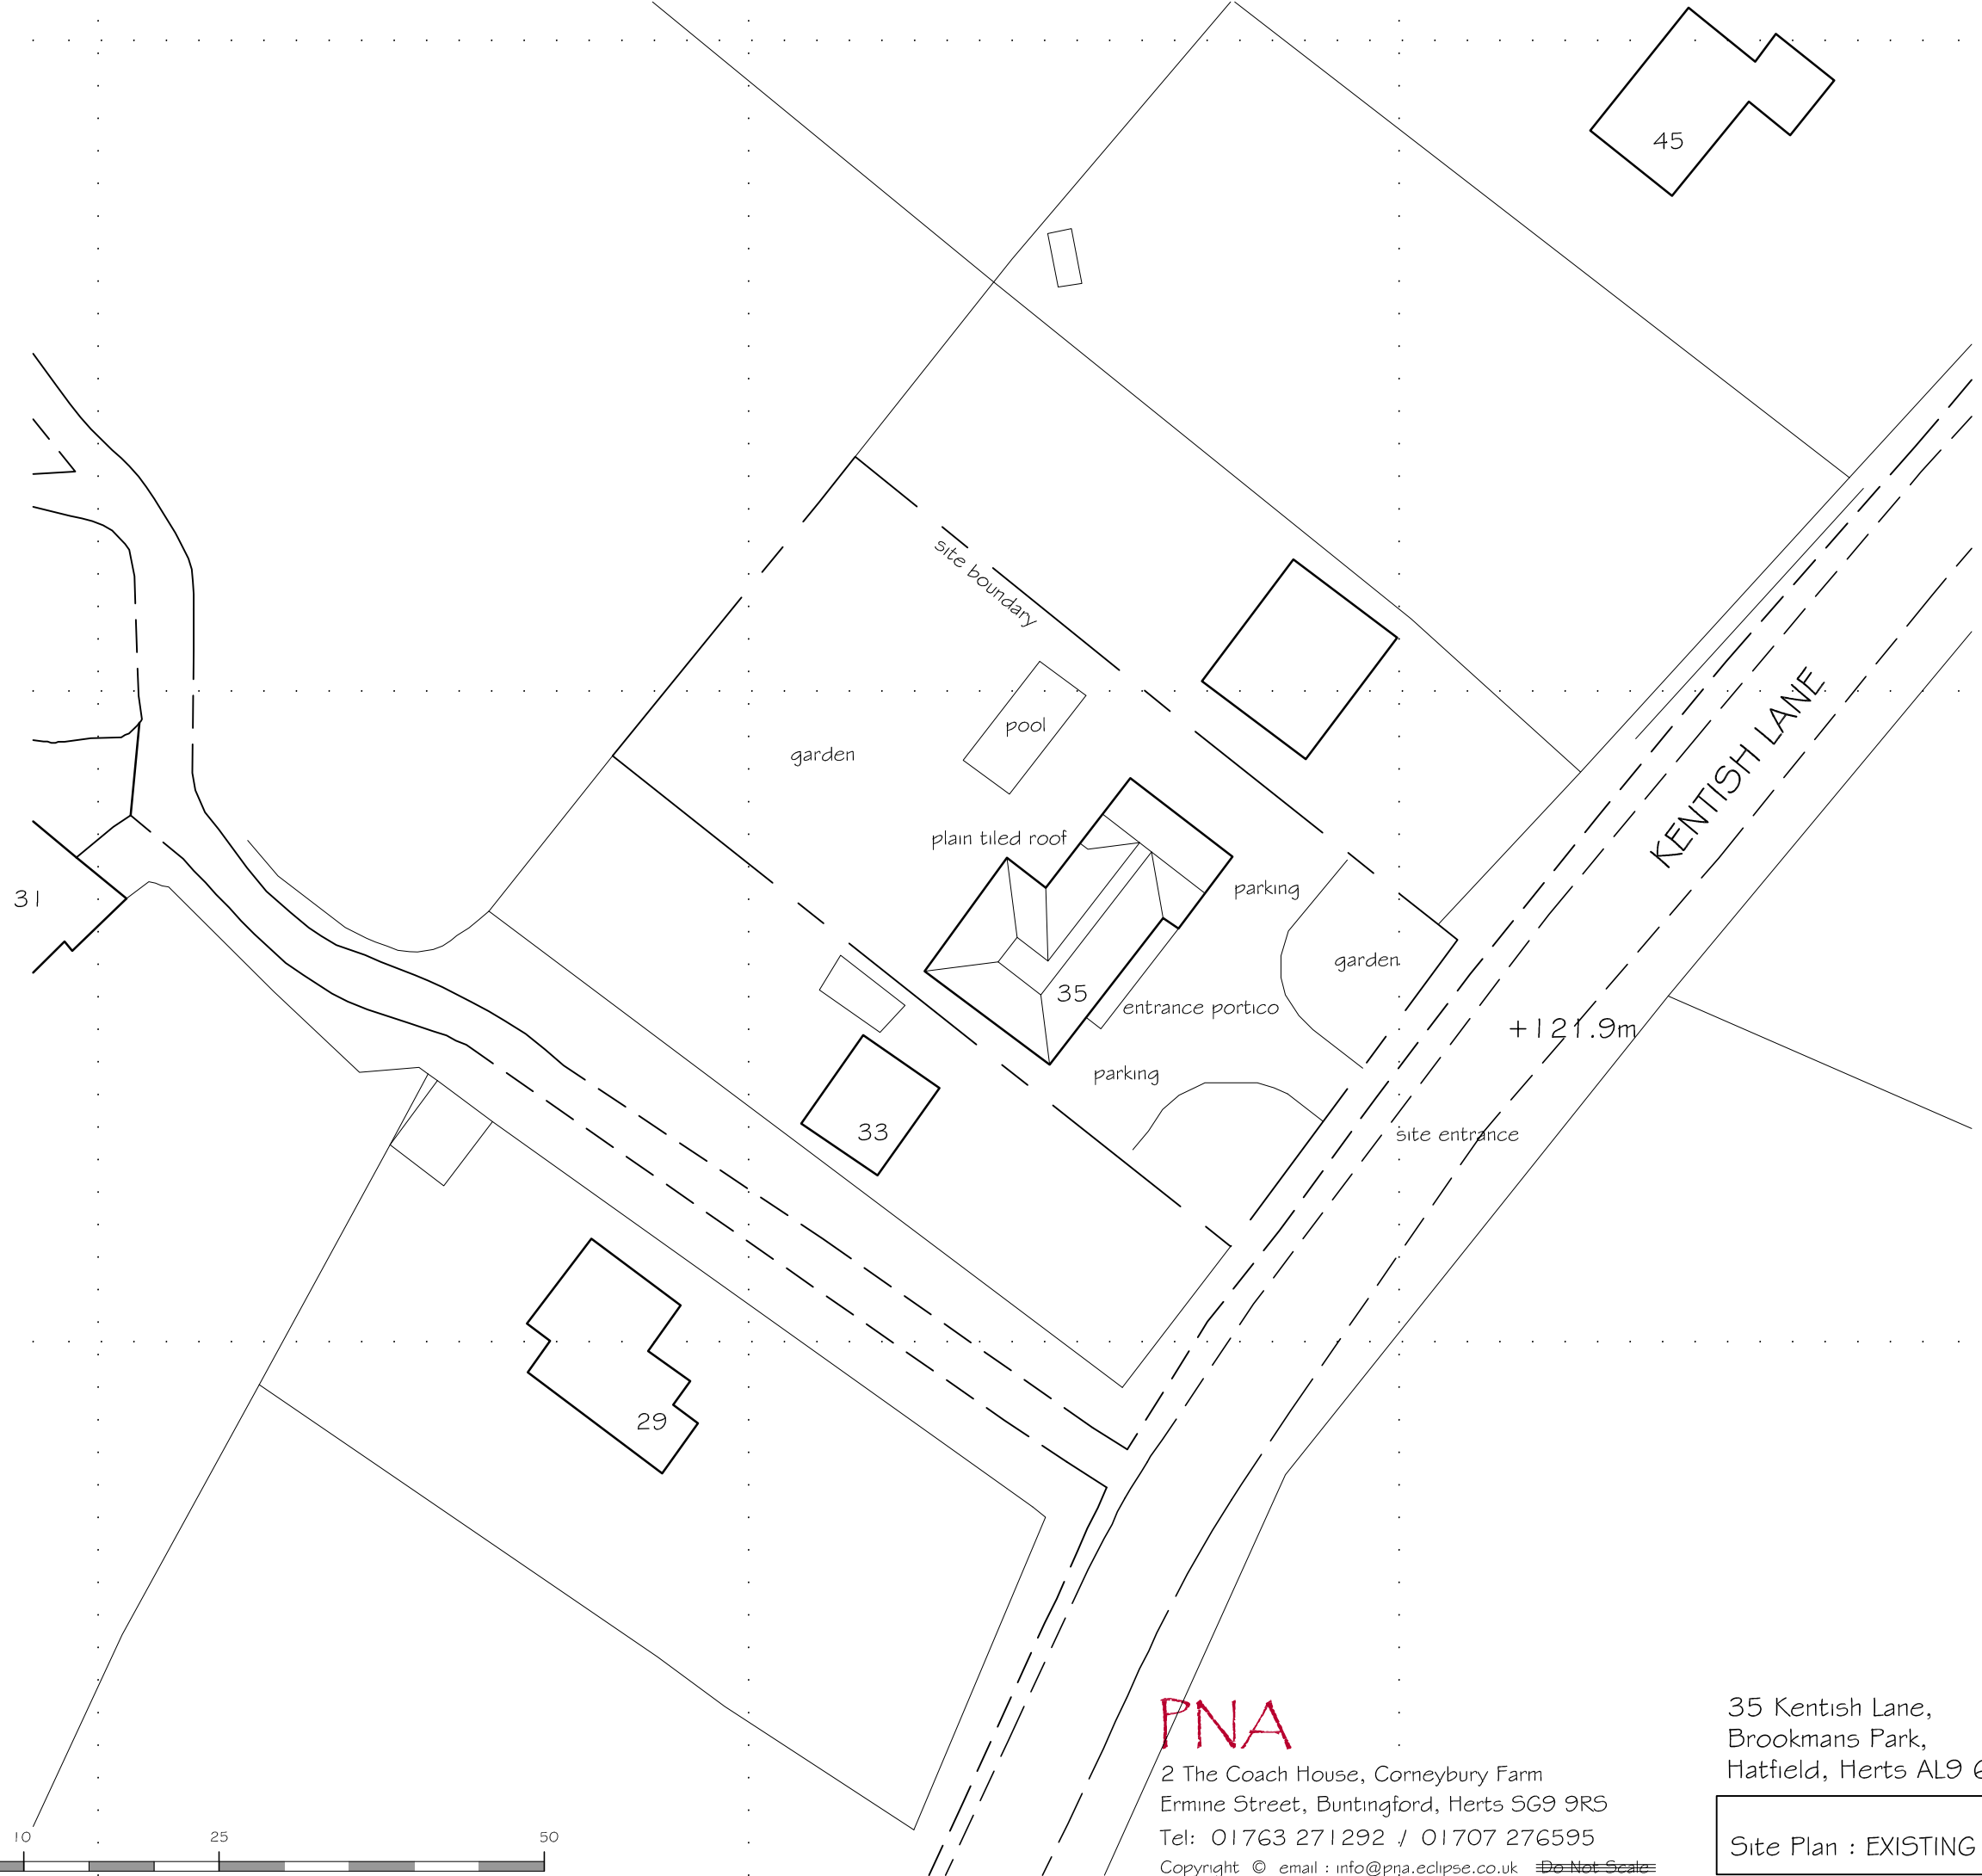 45
site boundary
pool
garden
KENTISH LANE
plain tiled roof
31
parking
garden
35
entrance portico
+121.9m
parking
33
site entrance
29
PNA
2 The Coach House, Corneybury Farm
Ermine Street, Buntingford, Herts SG9 9RS
Tel: 01763 271292 / 01707 276595
Copyright © email : info@pna.eclipse.co.uk Do Not Scale
35 Kentish Lane,
Brookmans Park,
Hatfield, Herts AL9
Site Plan : EXISTING
10 25 50